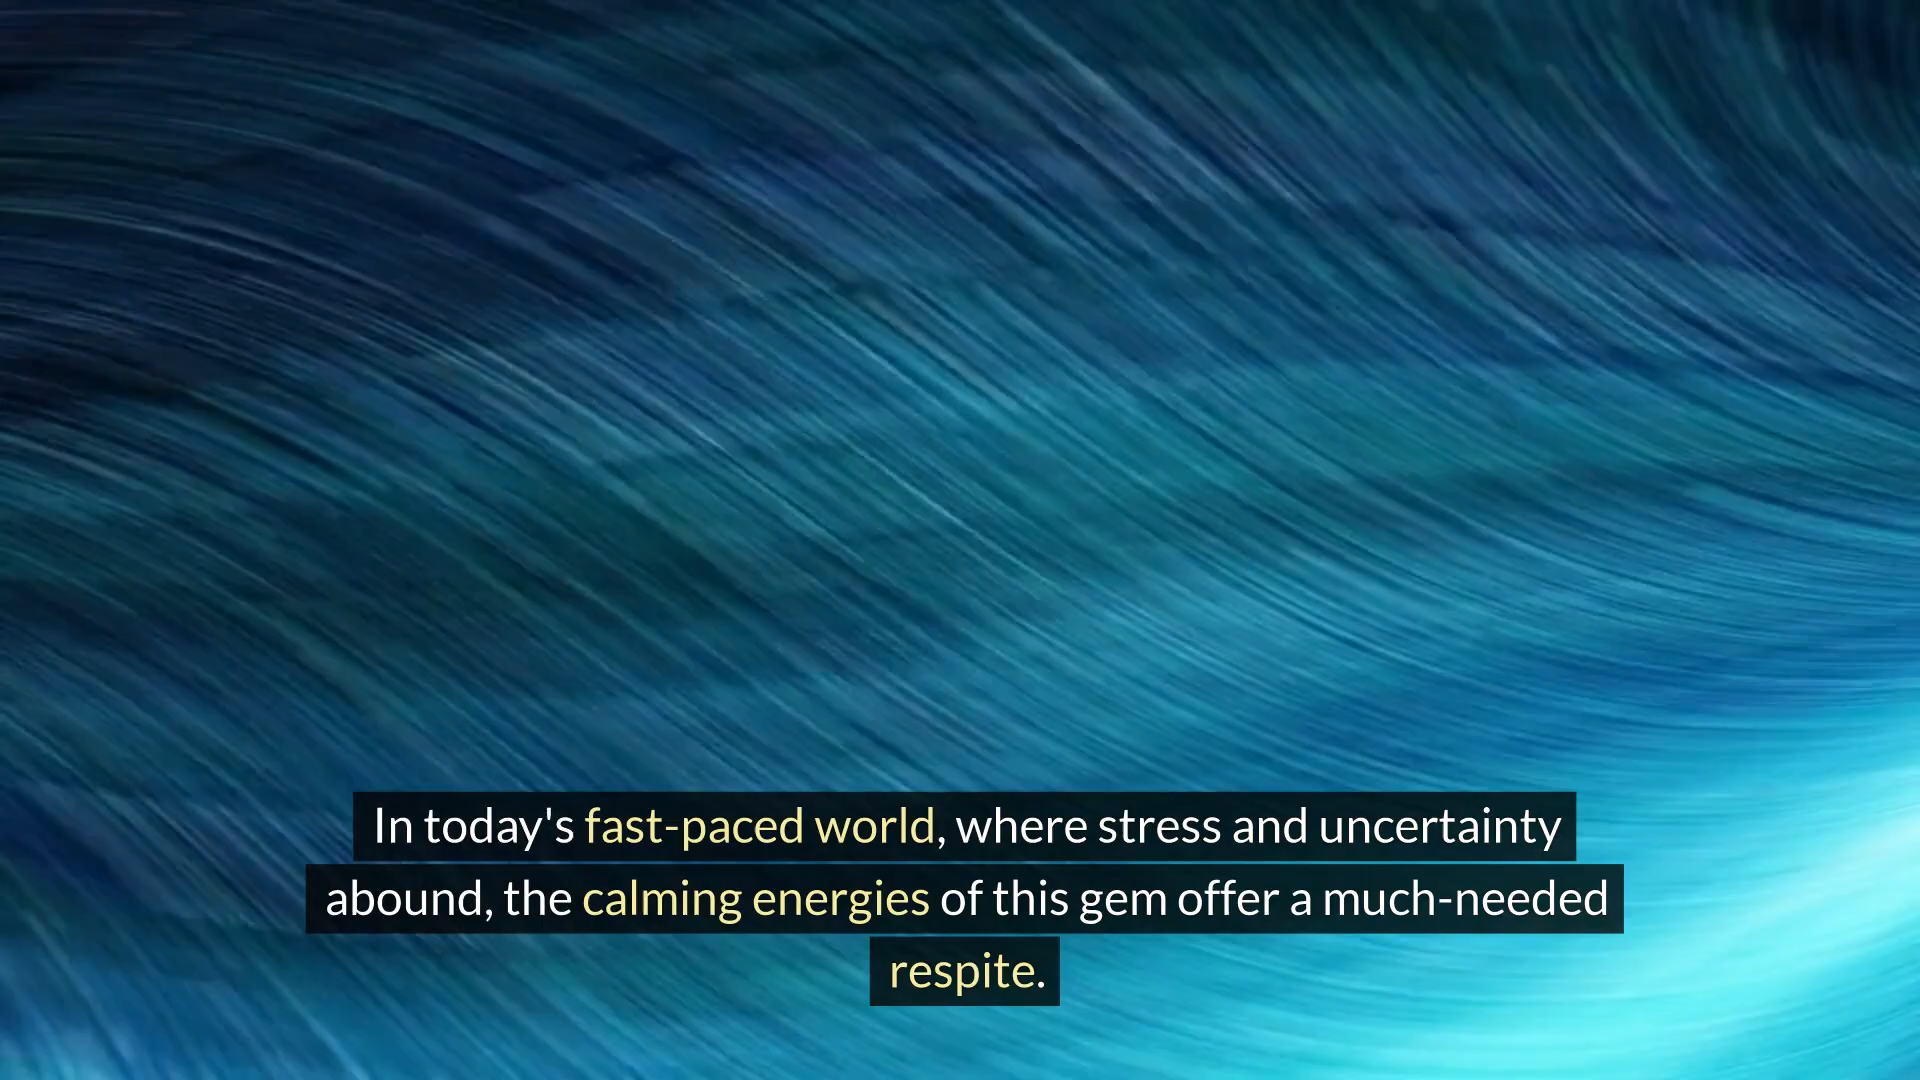 In today's fast-paced world, where stress and uncertainty
abound, the calming energies of this gem offer a much-needed
respite.